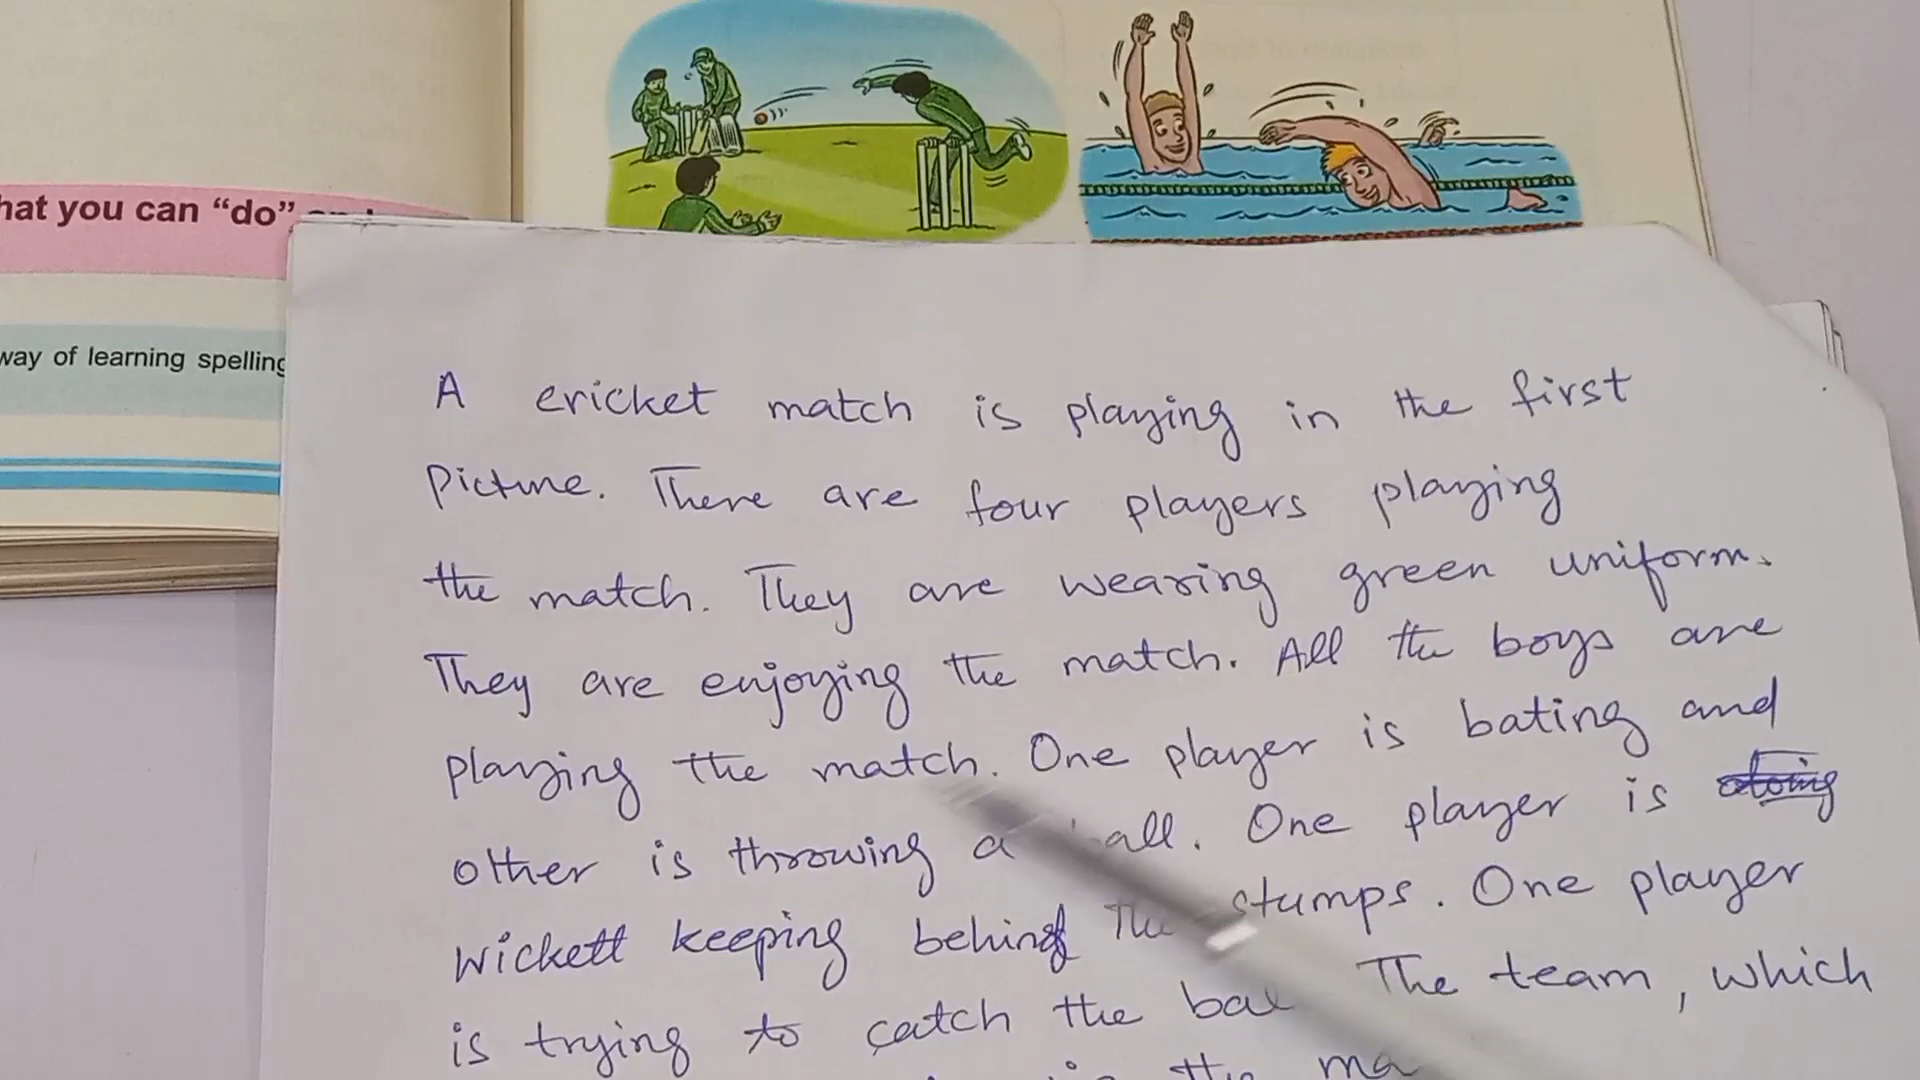 hat you can “do”
way of learning spelling
A cricket match is playing in the first
Picture. There are four players playing
the match. They are wearing green uniform.
They are enjoying the match. All the boys are
playing the match. One player is bating and
other is throwing a ball. One player is
wickett keeping behind the stumps. One player
is trying to catch the The team, which
the